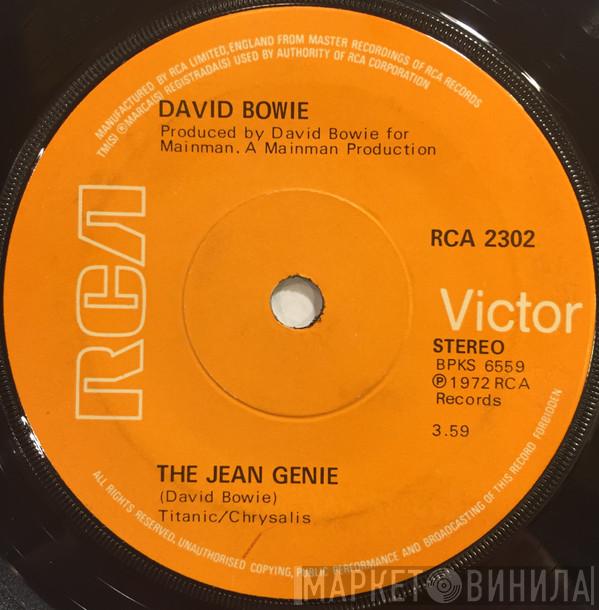 MANUFACTURED BY RCA LIMITED, ENGLAND FROM MASTER RECORDINGS OF RCA RECORDS
TM(S) ® MARCA(S) REGISTRADA(S) USED BY AUTHORITY OF RCA CORPORATION
DAVID BOWIE
Produced by David Bowie for
Mainman. A Mainman Production
RCA
RCA 2302
Victor
STEREO
BPKS 6559
℗ 1972 RCA
Records
3.59
THE JEAN GENIE
(David Bowie)
Titanic/Chrysalis
ALL RIGHTS RESERVED, UNAUTHORISED COPYING, PUBLIC PERFORMANCE AND BROADCASTING OF THIS RECORD FORBIDDEN
МАРКЕТ ВИНИЛА